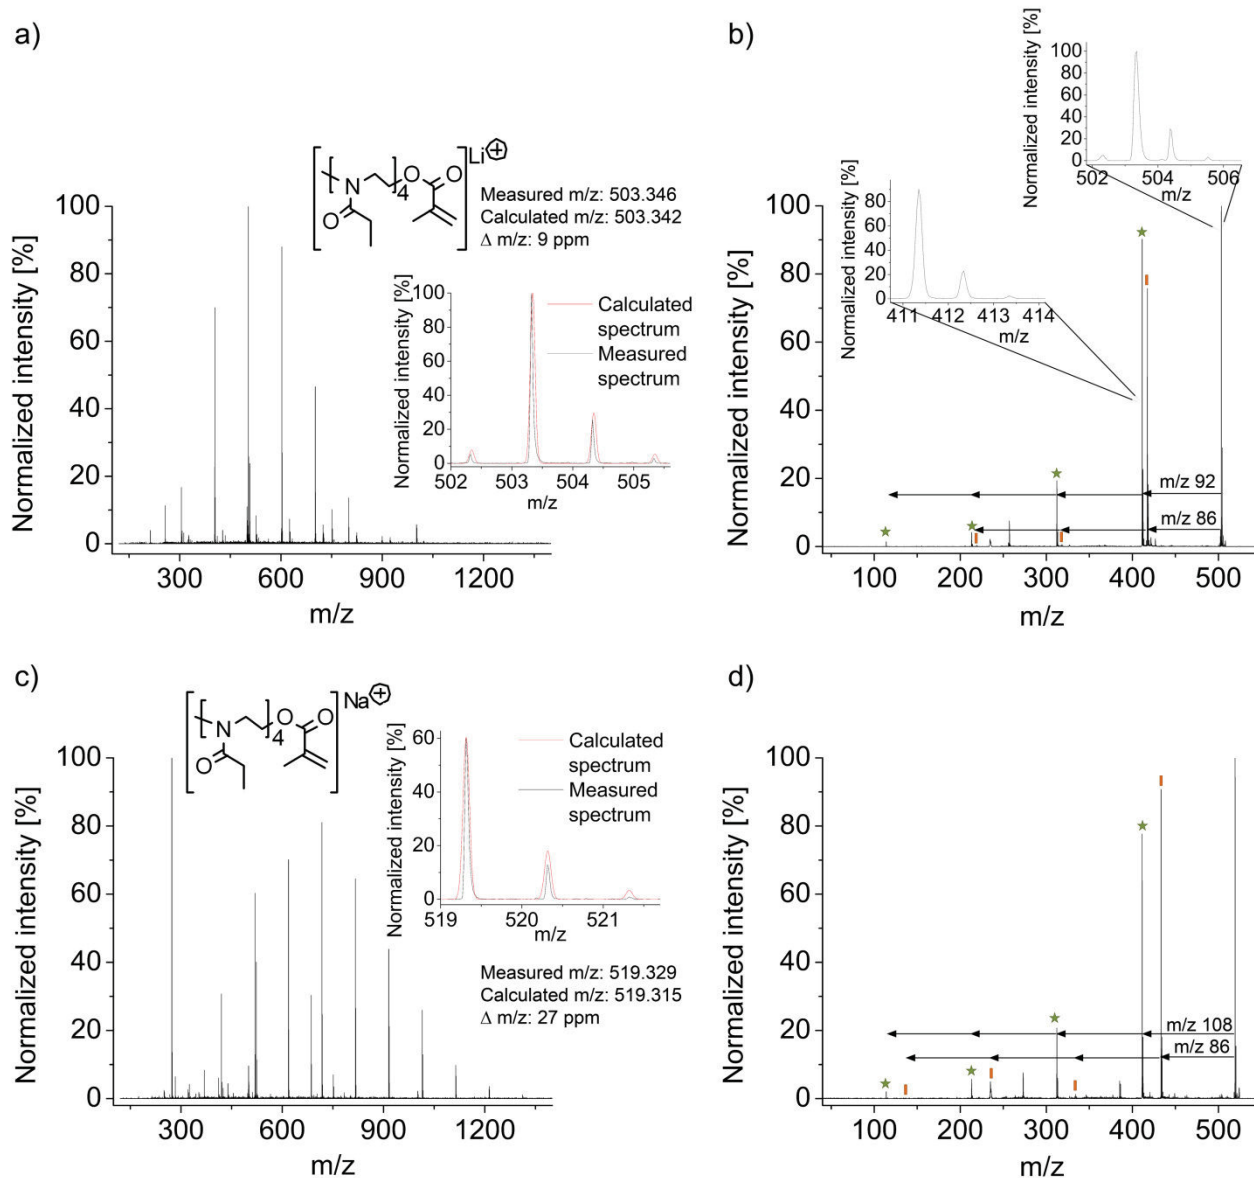 a)
Normalized intensity [%]
100
80
60
40
20
0
300
600
900
1200
m/z
Li⊕
N
O
4
O
O
Measured m/z: 503.346
Calculated m/z: 503.342
Δ m/z: 9 ppm
Normalized intensity [%]
100
80
60
40
20
0
502
503
504
505
m/z
Calculated
spectrum
Measured
spectrum
b)
Normalized intensity [%]
100
80
60
40
20
0
100
200
300
400
500
m/z
Normalized intensity [%]
100
80
60
40
20
0
502
504
506
m/z
Normalized intensity [%]
80
60
40
20
0
411
412
413
414
m/z
m/z 92
m/z 86
c)
Normalized intensity [%]
100
80
60
40
20
0
300
600
900
1200
m/z
Na⊕
N
O
4
O
O
Normalized intensity [%]
60
40
20
0
519
520
521
m/z
Calculated
spectrum
Measured
spectrum
Measured m/z: 519.329
Calculated m/z: 519.315
Δ m/z: 27 ppm
d)
Normalized intensity [%]
100
80
60
40
20
0
100
200
300
400
500
m/z
m/z 108
m/z 86